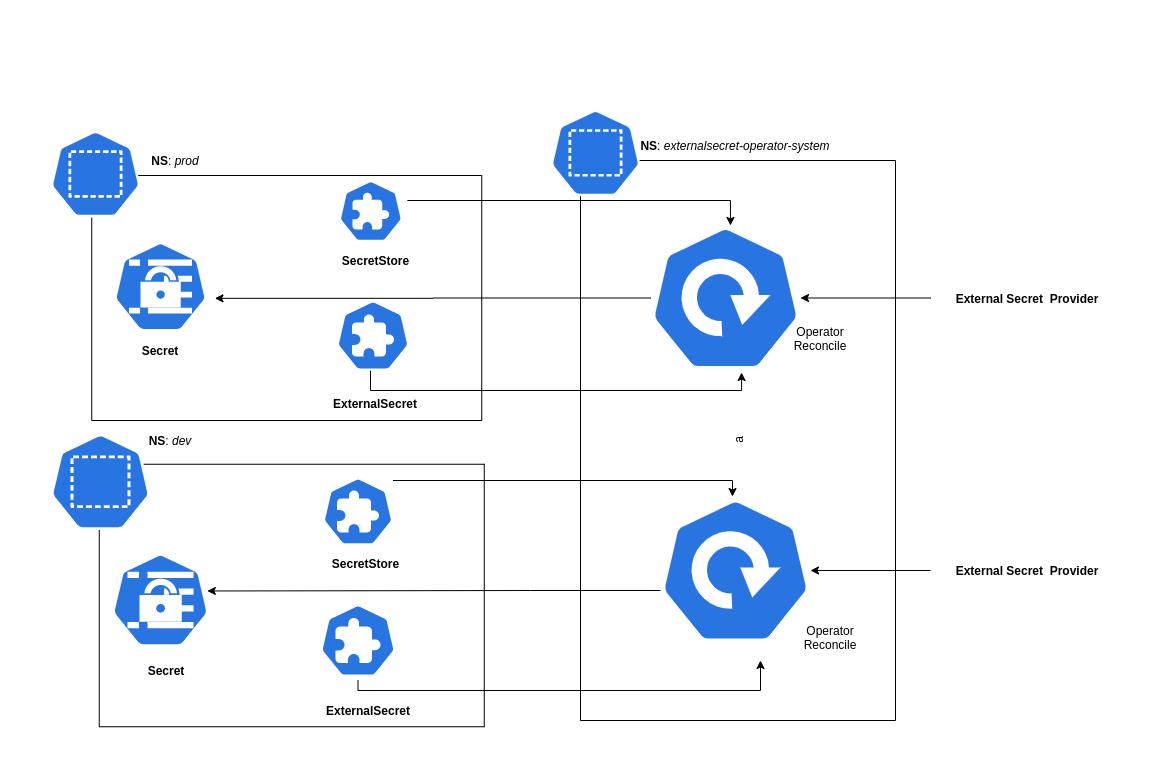 NS: prod
NS: externalsecret-operator-system
SecretStore
Secret
ExternalSecret
Operator
Reconcile
External Secret  Provider
a
NS: dev
SecretStore
Secret
ExternalSecret
Operator
Reconcile
External Secret  Provider